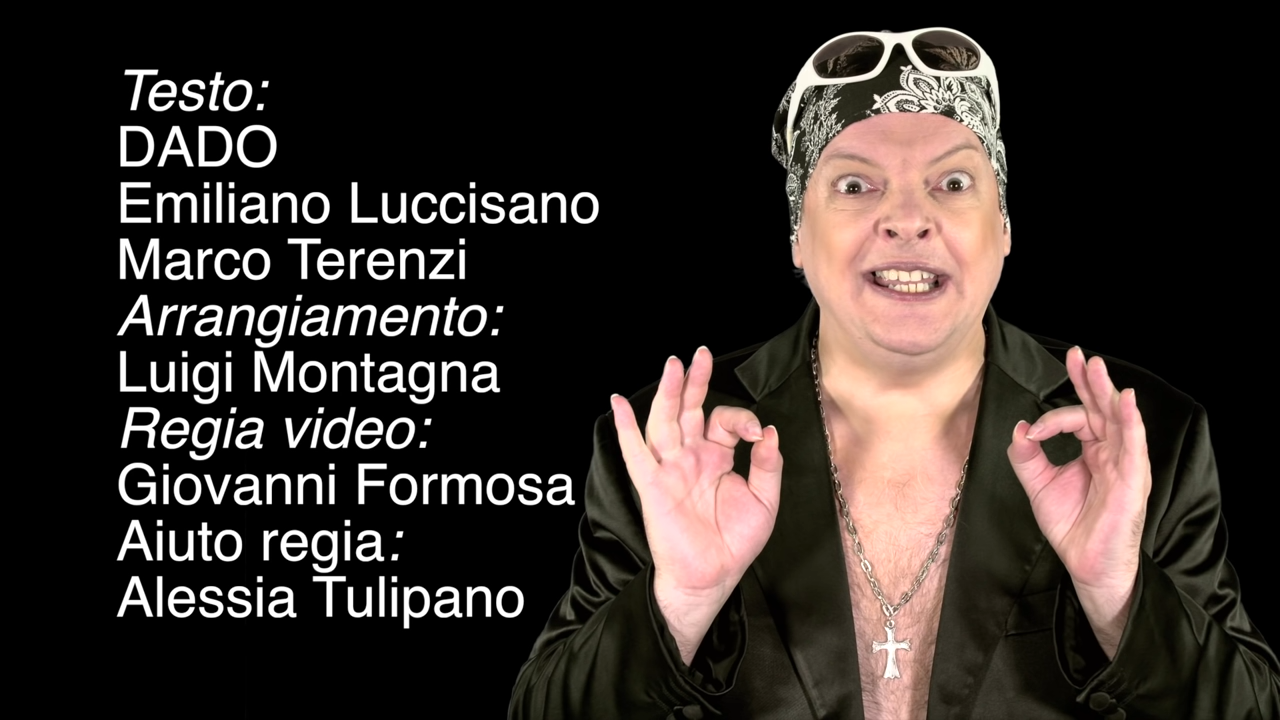 Testo:
DADO
Emiliano Luccisano
Marco Terenzi
Arrangiamento:
Luigi Montagna
Regia video:
Giovanni Formosa
Aiuto regia:
Alessia Tulipano